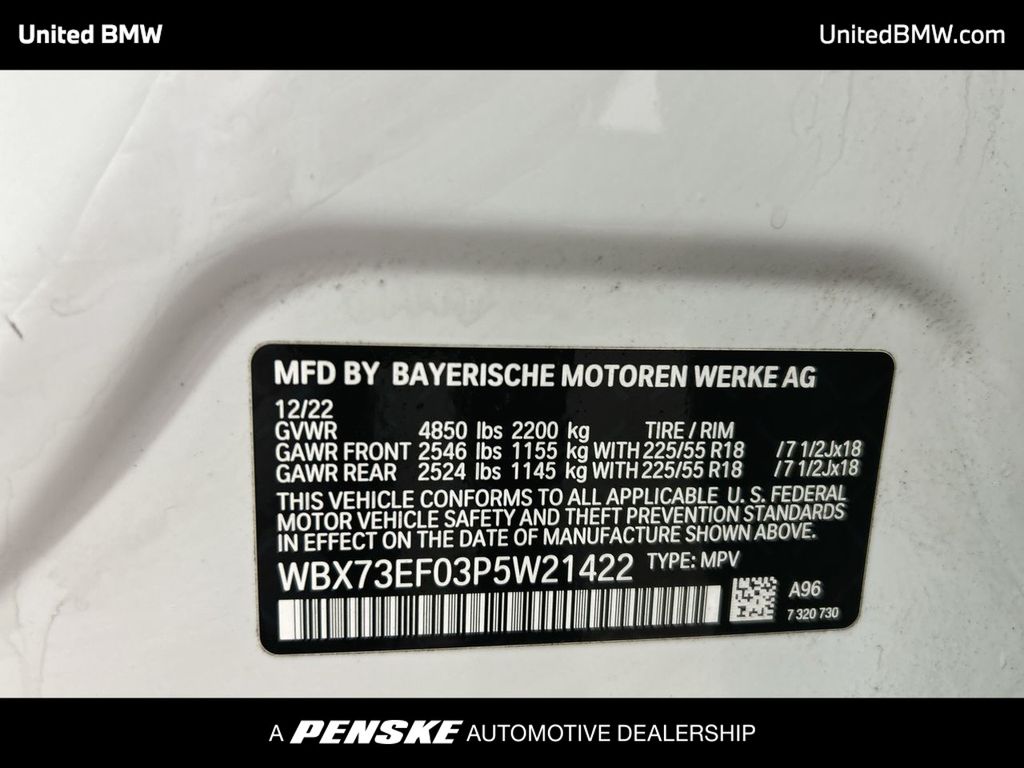 United BMW
UnitedBMW.com
MFD BY BAYERISCHE MOTOREN WERKE AG
12/22
GVWR 4850 lbs 2200 kg TIRE / RIM
GAWR FRONT 2546 lbs 1155 kg WITH 225/55 R18 /7 1/2Jx18
GAWR REAR 2524 lbs 1145 kg WITH 225/55 R18 /7 1/2Jx18
THIS VEHICLE CONFORMS TO ALL APPLICABLE U. S. FEDERAL
MOTOR VEHICLE SAFETY AND THEFT PREVENTION STANDARDS
IN EFFECT ON THE DATE OF MANUFACTURE SHOWN ABOVE.
WBX73EF03P5W21422 TYPE: MPV
A96
7 320 730
A PENSKE AUTOMOTIVE DEALERSHIP